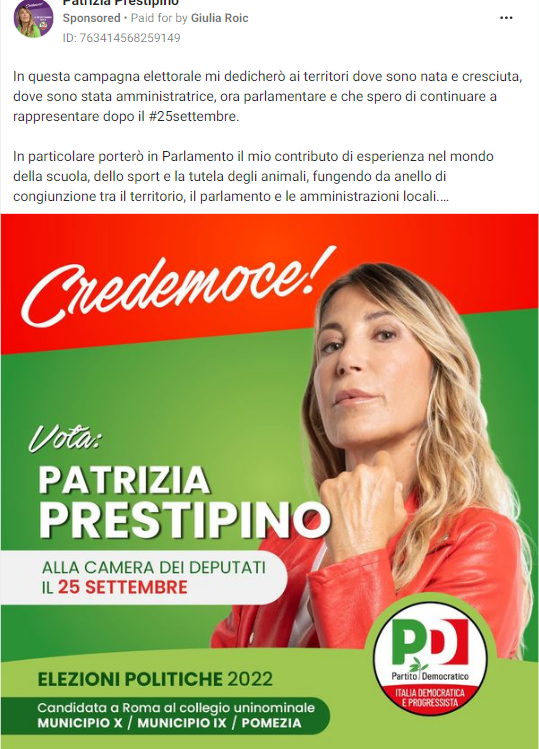 Patrizia Prestipino
Sponsored • Paid for by Giulia Roic
ID: 763414568259149
In questa campagna elettorale mi dedicherò ai territori dove sono nata e cresciuta,
dove sono stata amministratrice, ora parlamentare e che spero di continuare a
rappresentare dopo il #25settembre.
In particolare porterò in Parlamento il mio contributo di esperienza nel mondo
della scuola, dello sport e la tutela degli animali, fungendo da anello di
congiunzione tra il territorio, il parlamento e le amministrazioni locali....
Credemoce!
Vota:
PATRIZIA
PRESTIPINO
ALLA CAMERA DEI DEPUTATI
IL 25 SETTEMBRE
ELEZIONI POLITICHE 2022
Candidata a Roma al collegio uninominale
MUNICIPIO X / MUNICIPIO IX / POMEZIA
PD
Partito Democratico
ITALIA DEMOCRATICA
E PROGRESSISTA